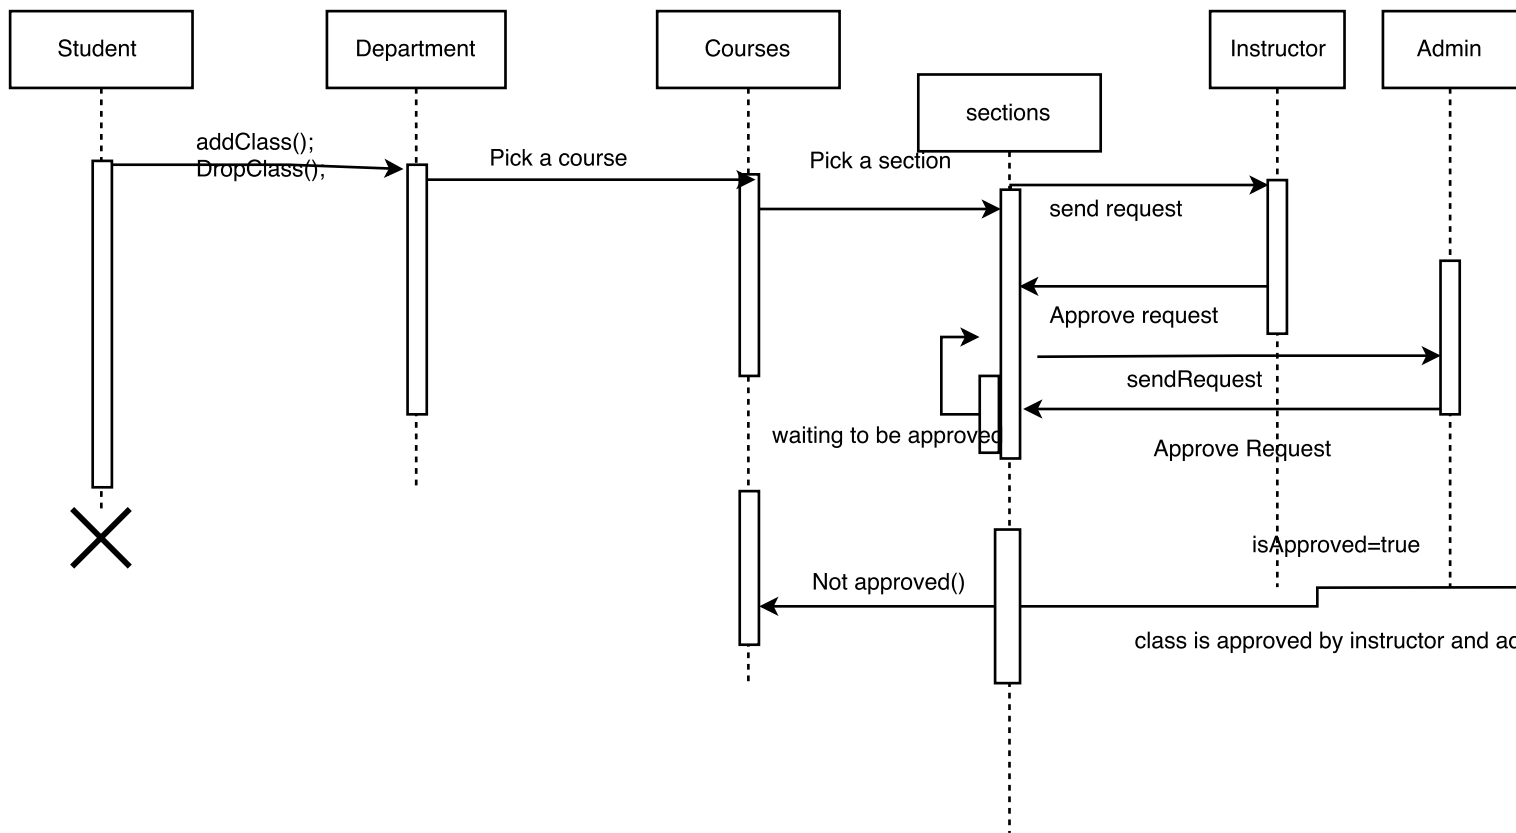 Student
Department
Courses
sections
Instructor
Admin
addClass();
DropClass();
Pick a course
Pick a section
send request
Approve request
sendRequest
waiting to be approved
Approve Request
isApproved=true
Not approved()
class is approved by instructor and